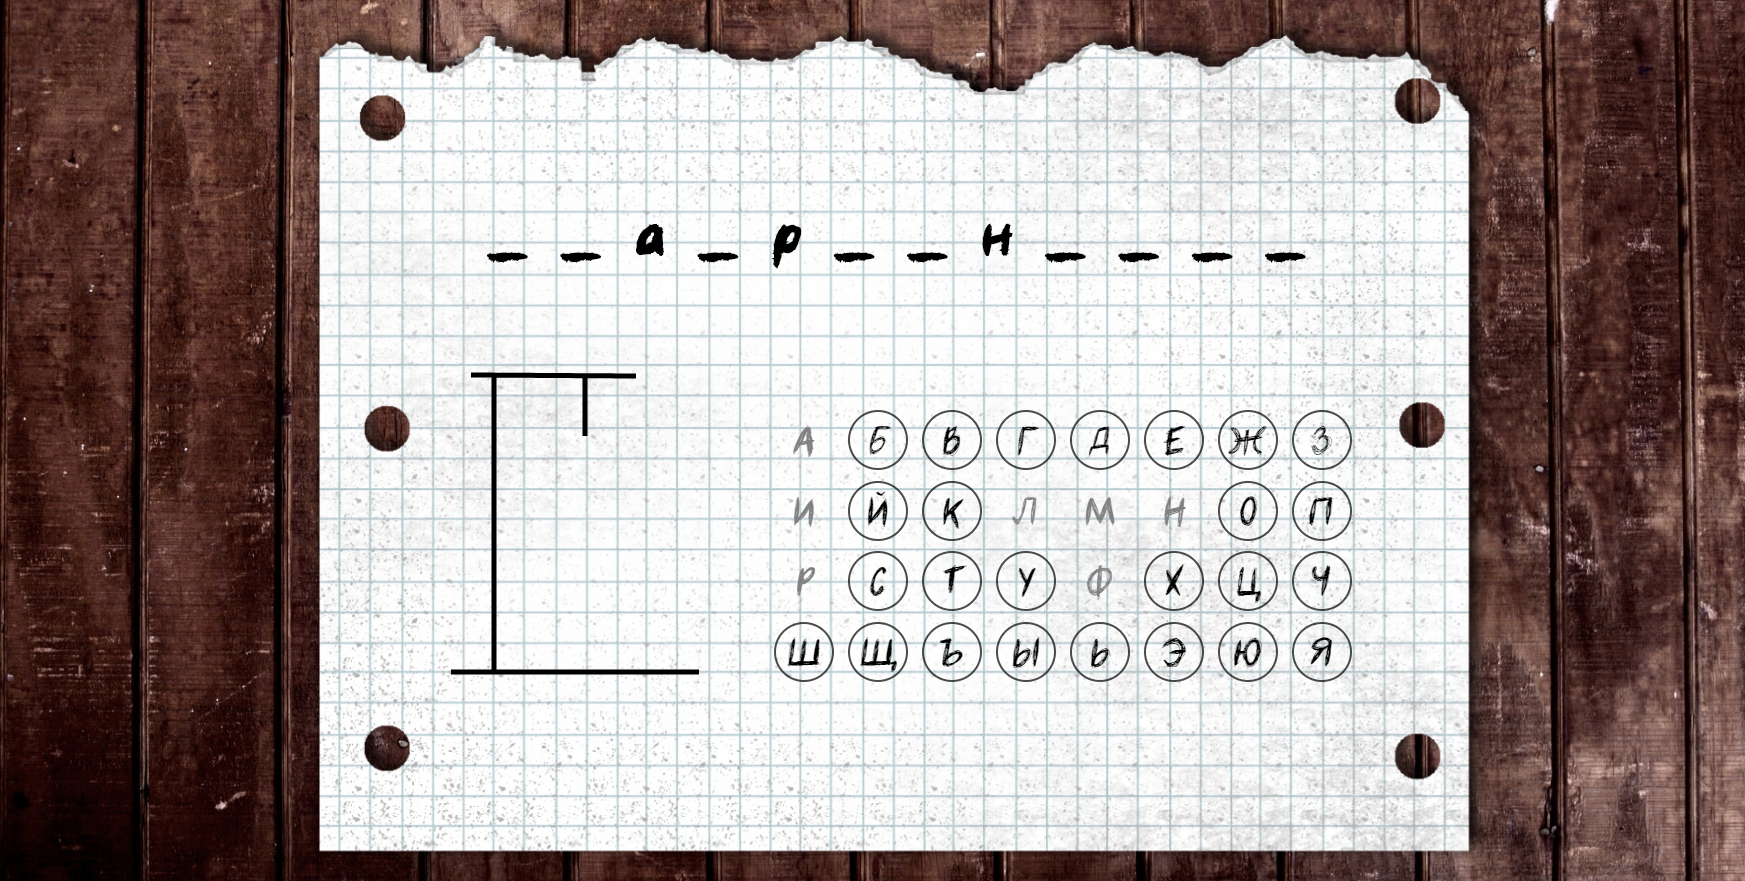 _ _ а _ р _ _ н _ _ _ _
А Б В Г Д Е Ж З
И Й К Л М Н О П
Р С Т У Ф Х Ц Ч
Ш Щ Ъ Ы Ь Э Ю Я